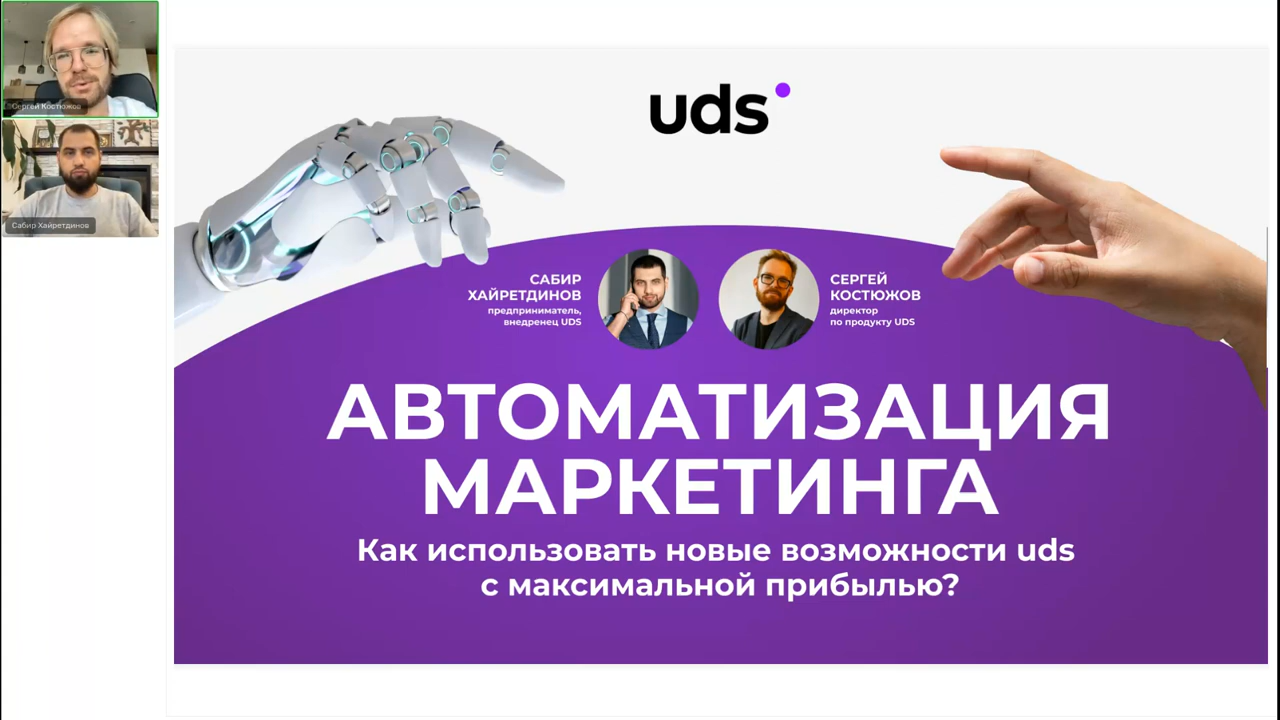 Сергей Костюжов
Сабир Хайретдинов
uds
САБИР
ХАЙРЕТДИНОВ
предприниматель,
внедренец UDS
СЕРГЕЙ
КОСТЮЖОВ
директор
по продукту UDS
АВТОМАТИЗАЦИЯ
МАРКЕТИНГА
Как использовать новые возможности uds
с максимальной прибылью?